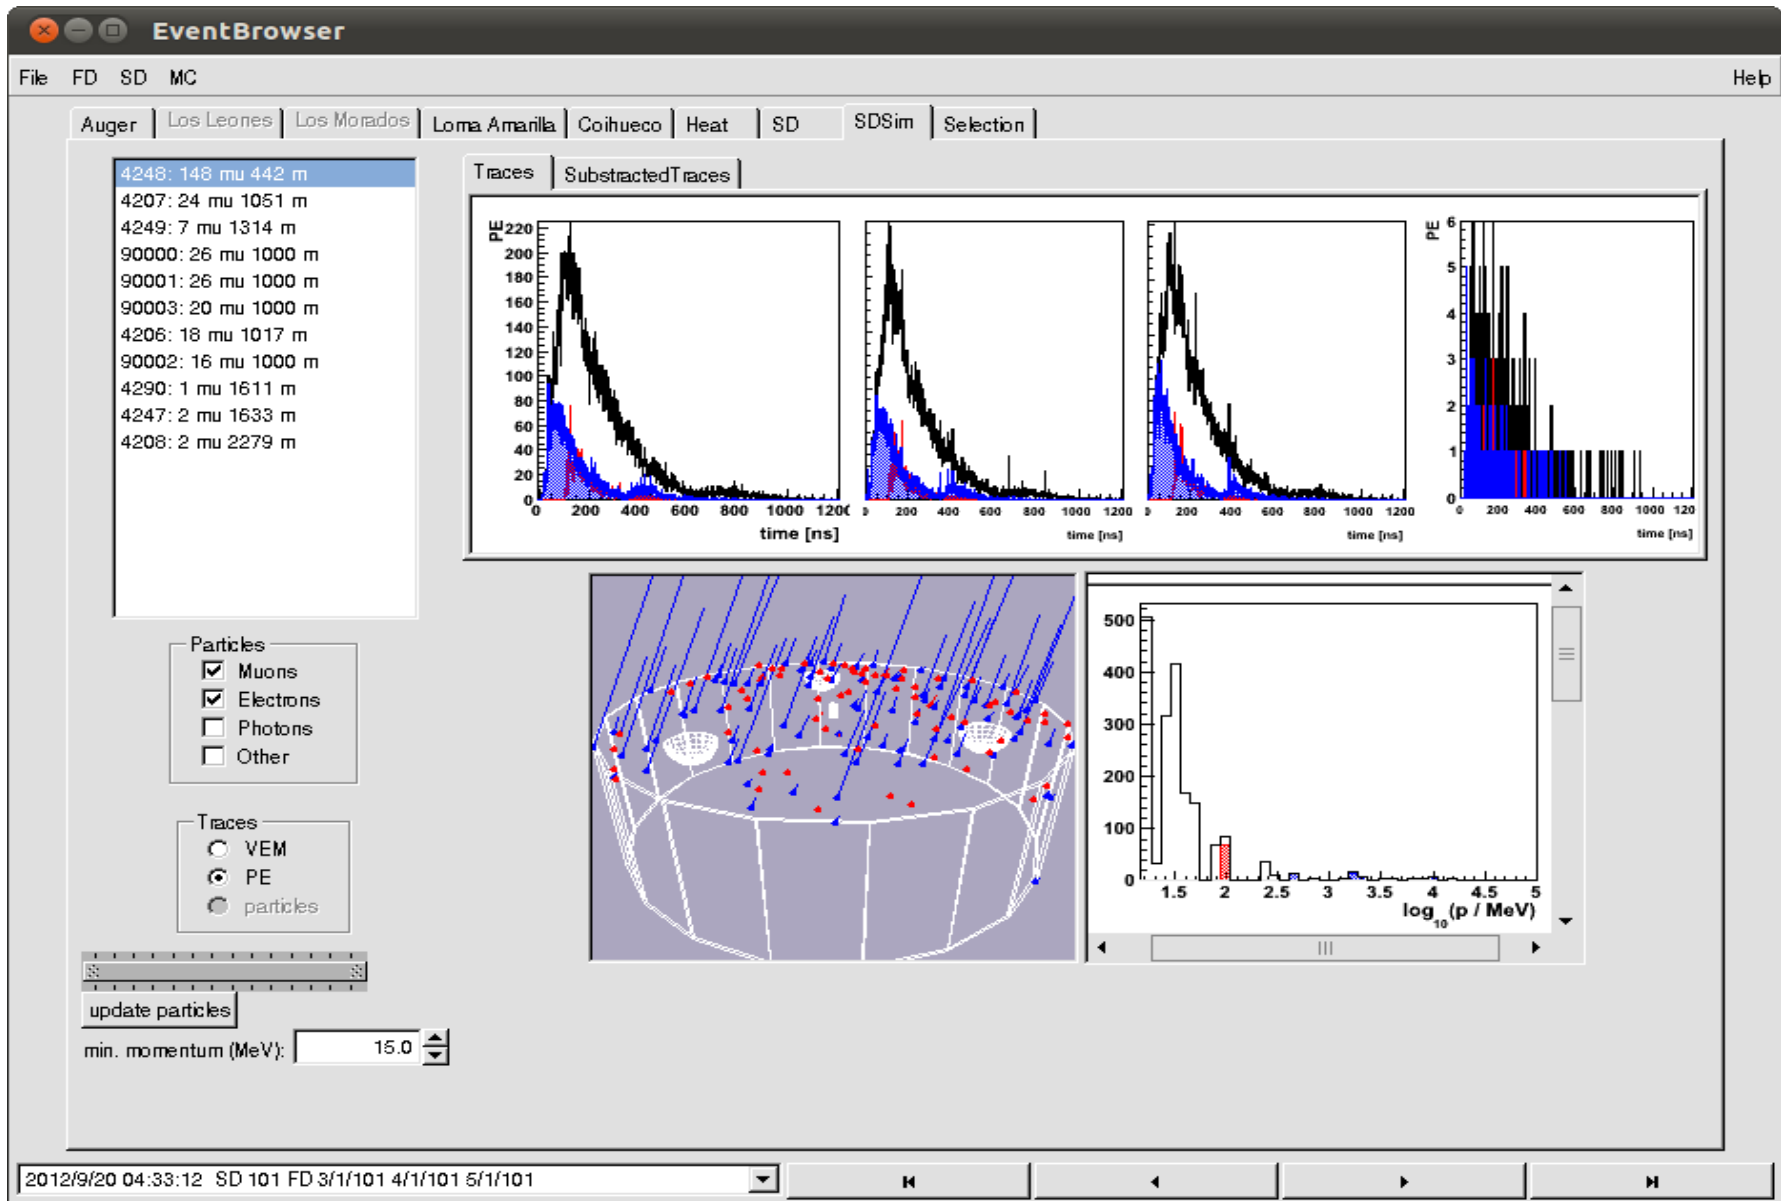 EventBrowser
File FD SD MC Help
Auger Los Leones Los Morados Loma Amarilla Coihueco Heat SD SDSim Selection
4248: 148 mu 442 m
4207: 24 mu 1051 m
4249: 7 mu 1314 m
90000: 26 mu 1000 m
90001: 26 mu 1000 m
90003: 20 mu 1000 m
4206: 18 mu 1017 m
90002: 16 mu 1000 m
4290: 1 mu 1611 m
4247: 2 mu 1633 m
4208: 2 mu 2279 m
Traces SubstractedTraces
PE
220
200
180
160
140
120
100
80
60
40
20
0
0 200 400 600 800 1000 1200
time [ns]
0 200 400 600 800 1000 1200
time [ns]
0 200 400 600 800 1000 1200
time [ns]
PE
6
5
4
3
2
1
0
0 200 400 600 800 1000 120
time [ns]
Particles
Muons
Electrons
Photons
Other
Traces
VEM
PE
particles
update particles
min. momentum (MeV): 15.0
500
400
300
200
100
0
1.5 2 2.5 3 3.5 4 4.5 5
log10(p / MeV)
2012/9/20 04:33:12 SD 101 FD 3/1/101 4/1/101 5/1/101